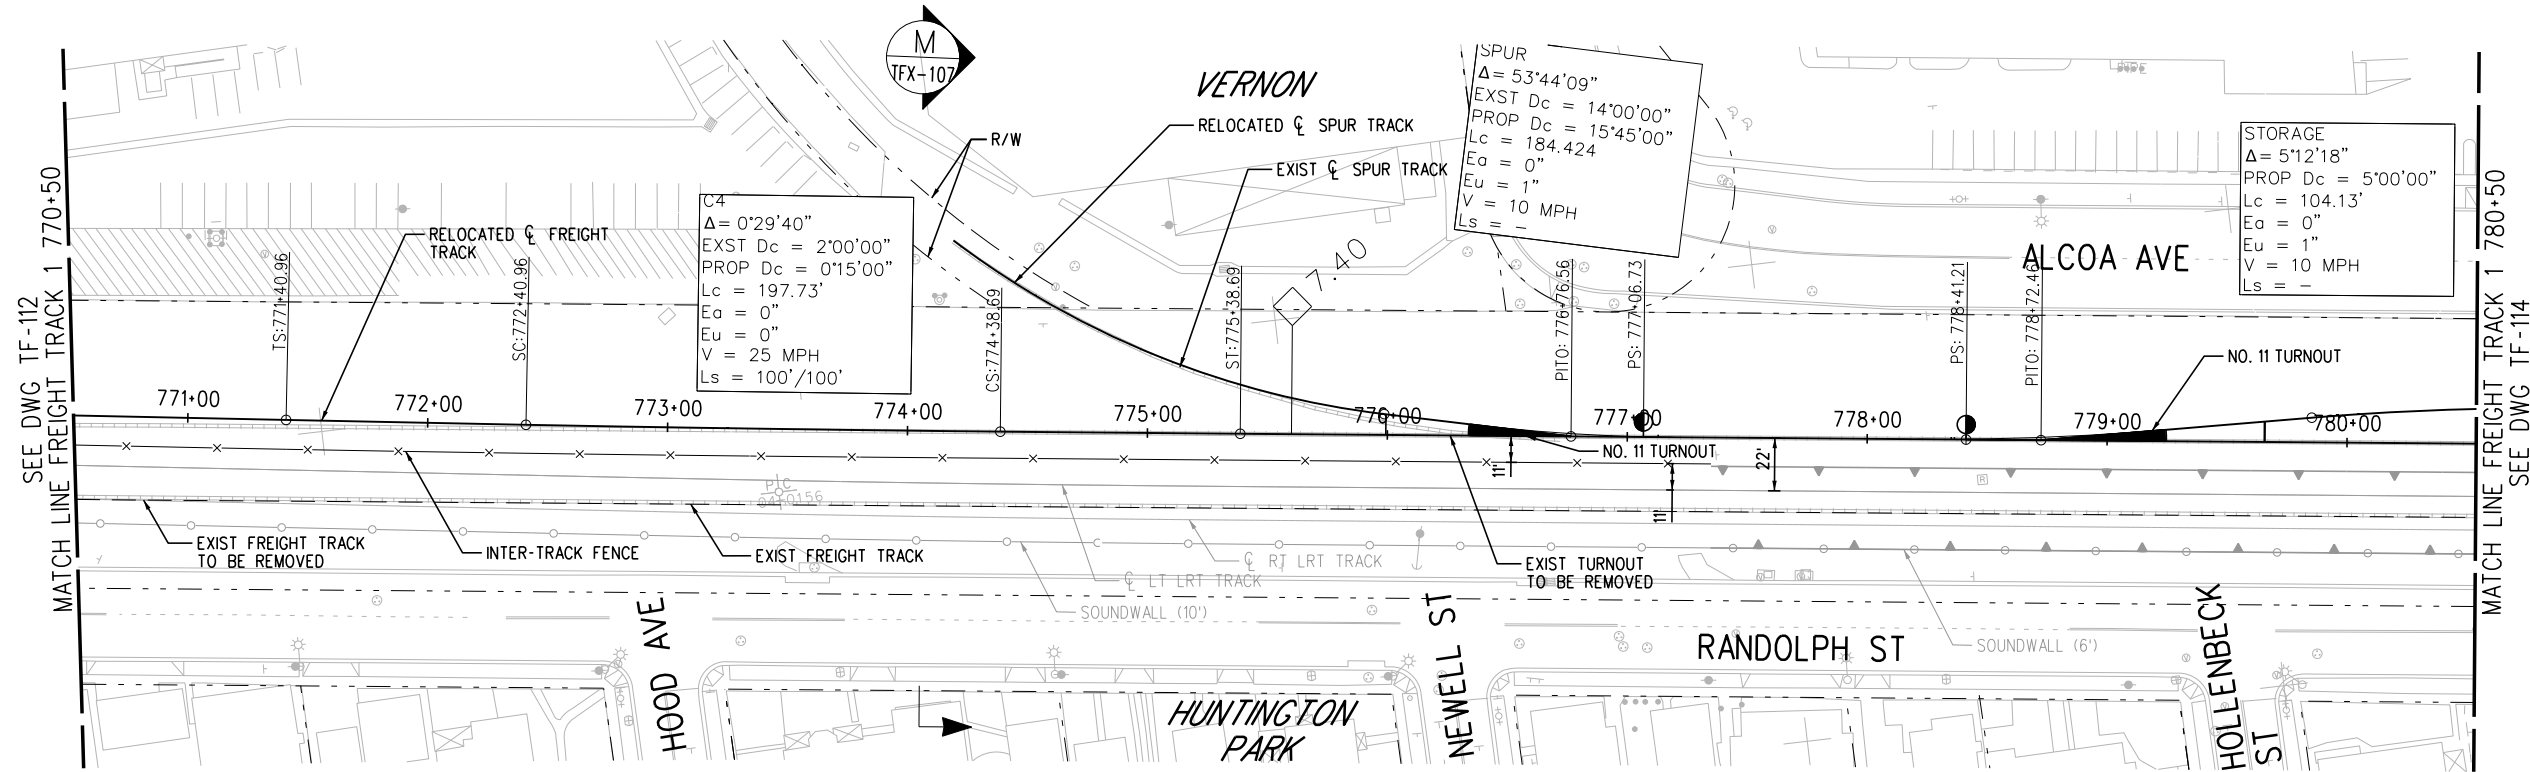 M
TFX-107
VERNON
RELOCATED ℄ SPUR TRACK
R/W
EXIST ℄ SPUR TRACK
SPUR
Δ= 53°44'09"
EXST Dc = 14°00'00"
PROP Dc = 15°45'00"
Lc = 184.424
Ea = 0"
Eu = 1"
V = 10 MPH
Ls = –
STORAGE
Δ= 5°12'18"
PROP Dc = 5°00'00"
Lc = 104.13'
Ea = 0"
Eu = 1"
V = 10 MPH
Ls = –
C4
Δ= 0°29'40"
EXST Dc = 2°00'00"
PROP Dc = 0°15'00"
Lc = 197.73'
Ea = 0"
Eu = 0"
V = 25 MPH
Ls = 100'/100'
RELOCATED ℄ FREIGHT
TRACK
ALCOA AVE
7.40
SEE DWG TF-112
MATCH LINE FREIGHT TRACK 1 770+50
MATCH LINE FREIGHT TRACK 1 780+50
SEE DWG TF-114
TS:771+40.96
SC:772+40.96
CS:774+38.69
ST:775+38.69
PITO: 776+76.56
PS: 777+06.73
PS: 778+41.21
PITO: 778+72.46
NO. 11 TURNOUT
771+00
772+00
773+00
774+00
775+00
776+00
777+00
778+00
779+00
780+00
NO. 11 TURNOUT
11'
22'
11'
R
P/C
04-0156
EXIST FREIGHT TRACK
TO BE REMOVED
INTER-TRACK FENCE
EXIST FREIGHT TRACK
℄ RT LRT TRACK
℄ LT LRT TRACK
EXIST TURNOUT
TO BE REMOVED
SOUNDWALL (10')
SOUNDWALL (6')
HOOD AVE
NEWELL ST
RANDOLPH ST
HOLLENBECK
ST
HUNTINGTON
PARK